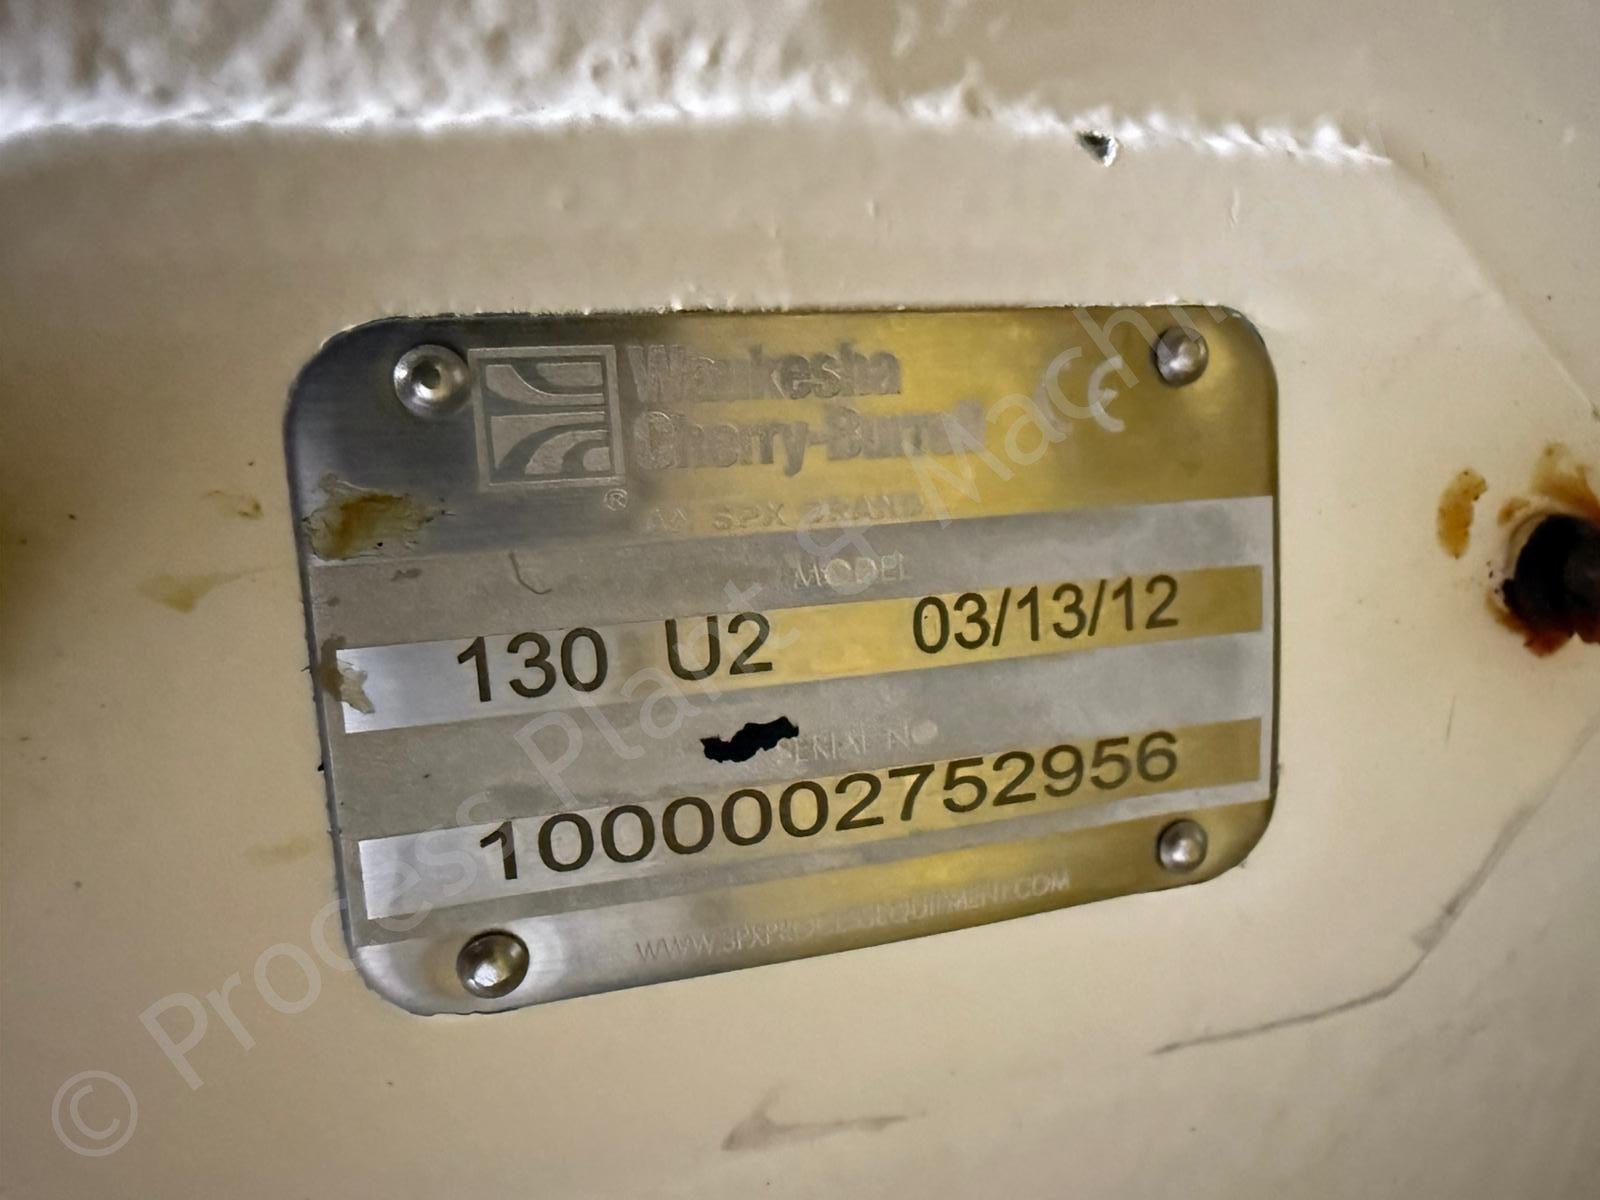 Waukesha
Cherry-Burrell
®
AN SPX BRAND
CE
MODEL
130 U2 03/13/12
SERIAL NO
1000002752956
WWW.SPXPROCESSEQUIPMENT.COM
© Process Plant & Machinery